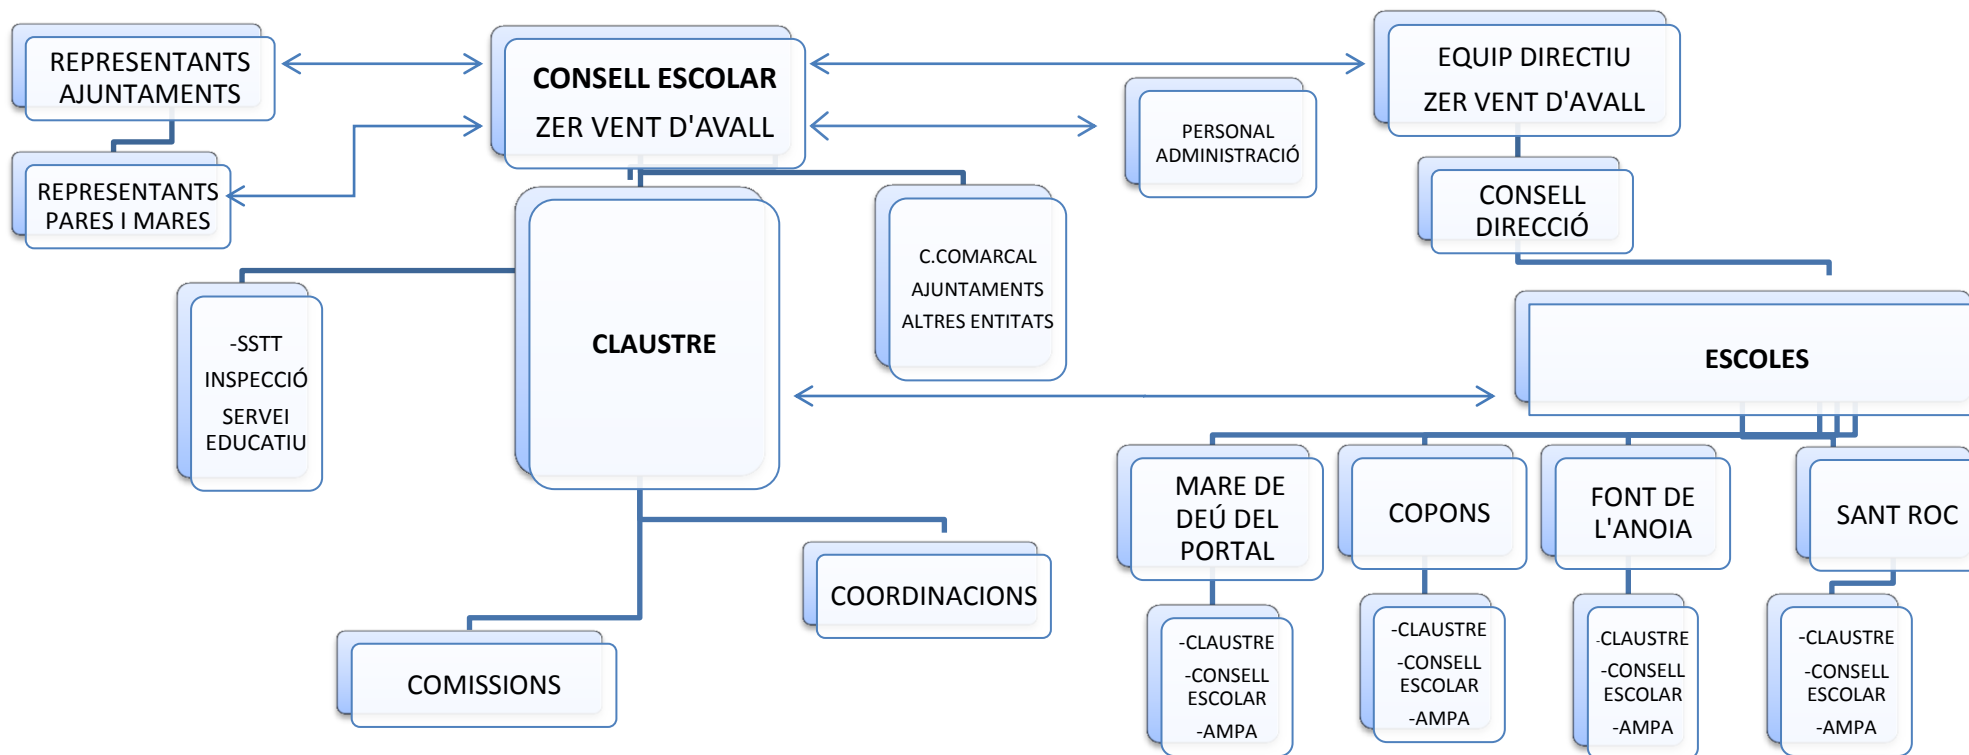 REPRESENTANTS
AJUNTAMENTS
CONSELL ESCOLAR
ZER VENT D'AVALL
EQUIP DIRECTIU
ZER VENT D'AVALL
PERSONAL
ADMINISTRACIÓ
REPRESENTANTS
PARES I MARES
CONSELL
DIRECCIÓ
C.COMARCAL
AJUNTAMENTS
ALTRES ENTITATS
-SSTT
INSPECCIÓ
SERVEI
EDUCATIU
CLAUSTRE
ESCOLES
MARE DE
DEÚ DEL
PORTAL
COPONS
FONT DE
L'ANOIA
SANT ROC
COORDINACIONS
COMISSIONS
-CLAUSTRE
-CONSELL
ESCOLAR
-AMPA
-CLAUSTRE
-CONSELL
ESCOLAR
-AMPA
-CLAUSTRE
-CONSELL
ESCOLAR
-AMPA
-CLAUSTRE
-CONSELL
ESCOLAR
-AMPA